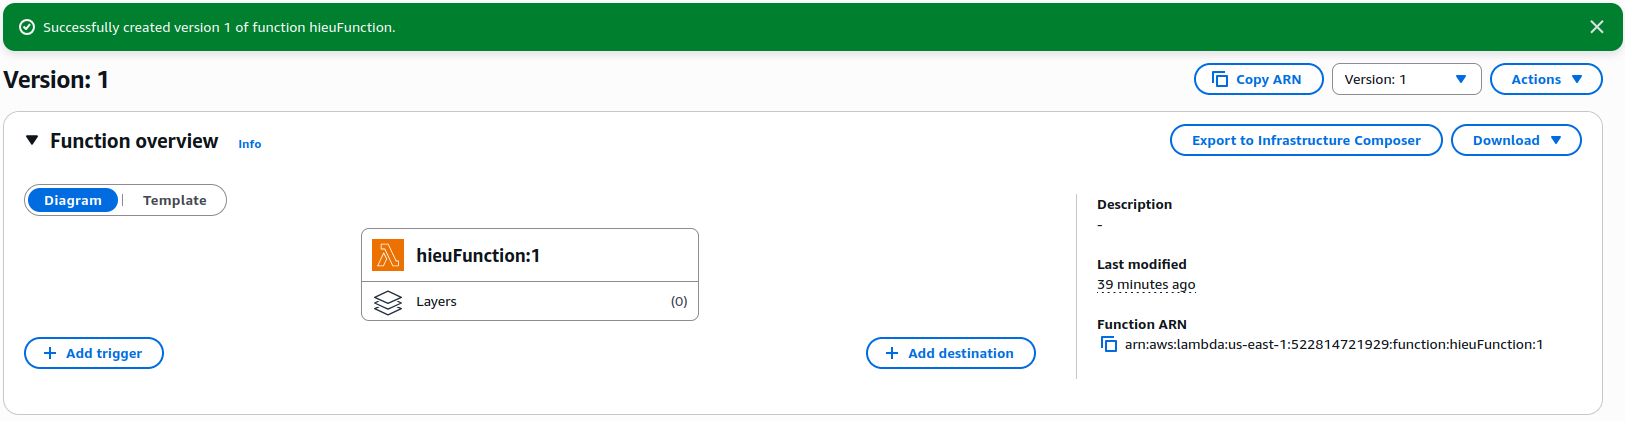 Successfully created version 1 of function hieuFunction.
Version: 1
Copy ARN
Version: 1
Actions
Function overview
Info
Export to Infrastructure Composer
Download
Diagram
Template
hieuFunction:1
Layers
(0)
Add trigger
Add destination
Description
-
Last modified
39 minutes ago
Function ARN
arn:aws:lambda:us-east-1:522814721929:function:hieuFunction:1